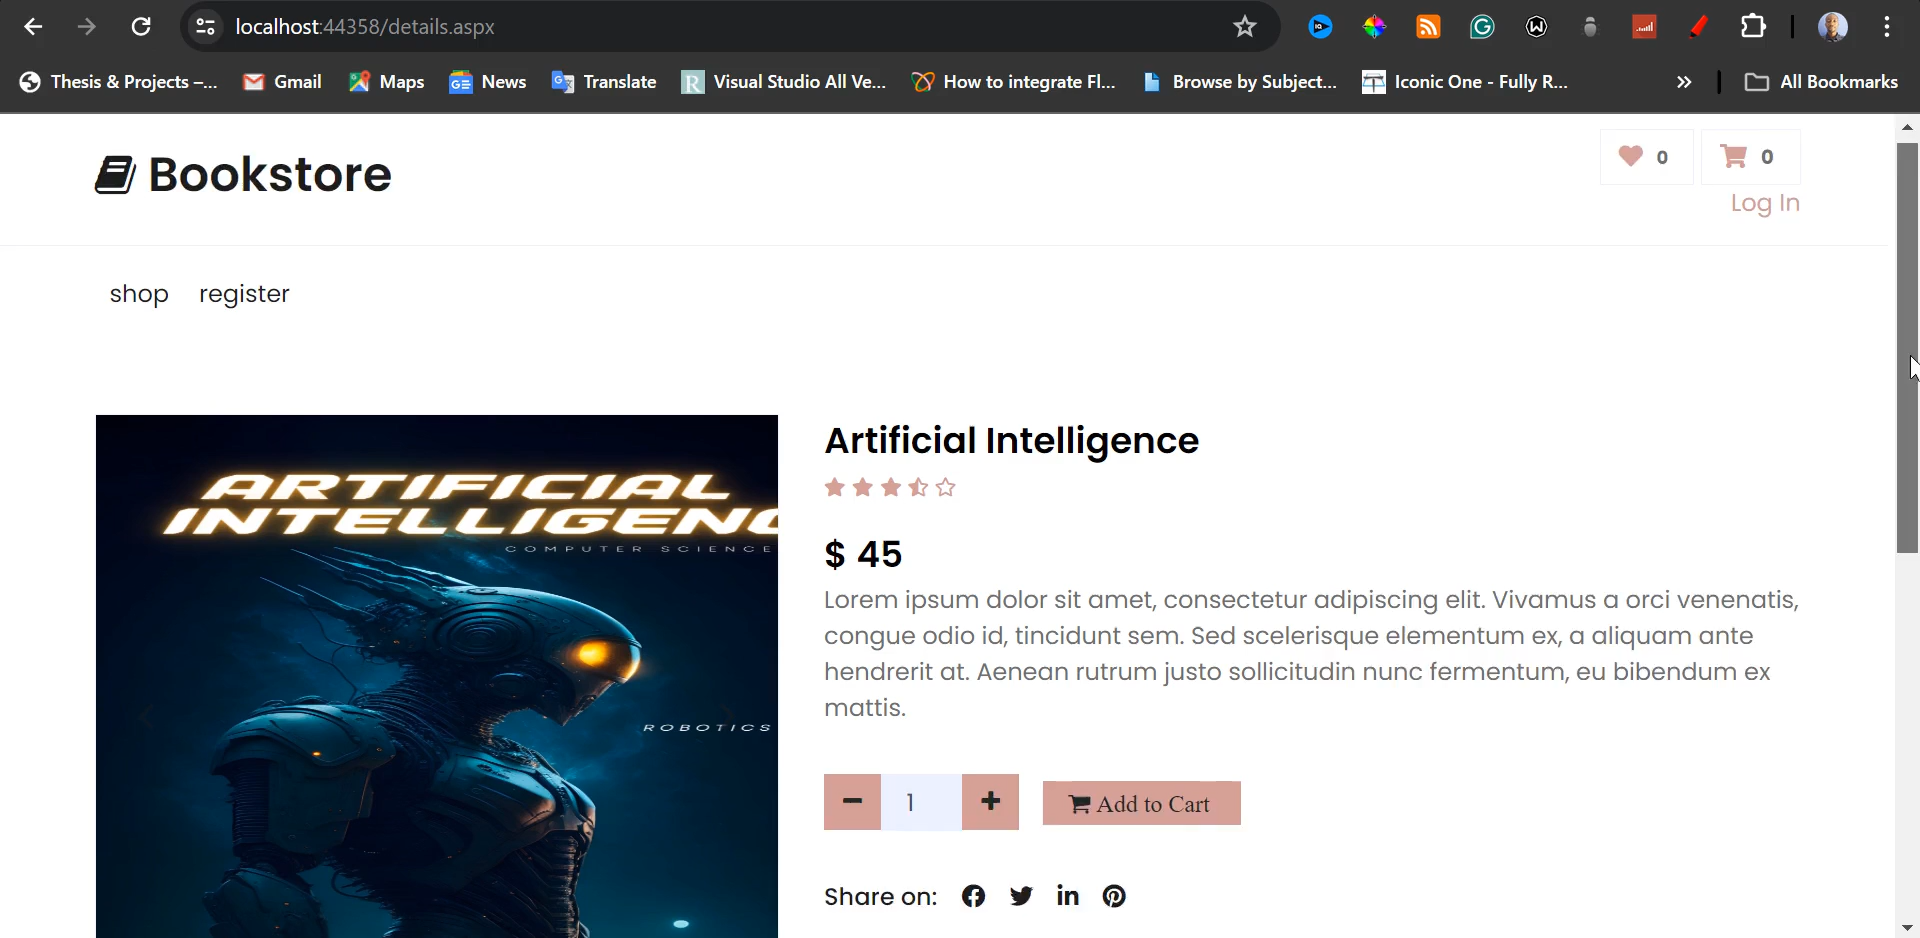 localhost:44358/details.aspx
Thesis & Projects –... Gmail Maps News Translate Visual Studio All Ve... How to integrate Fl... Browse by Subject... Iconic One - Fully R... » All Bookmarks
Bookstore
0 0
Log In
shop register
ARTIFICIAL
INTELLIGENC
COMPUTER SCIENCE
ROBOTICS
Artificial Intelligence
$ 45
Lorem ipsum dolor sit amet, consectetur adipiscing elit. Vivamus a orci venenatis,
congue odio id, tincidunt sem. Sed scelerisque elementum ex, a aliquam ante
hendrerit at. Aenean rutrum justo sollicitudin nunc fermentum, eu bibendum ex
mattis.
1 Add to Cart
Share on: